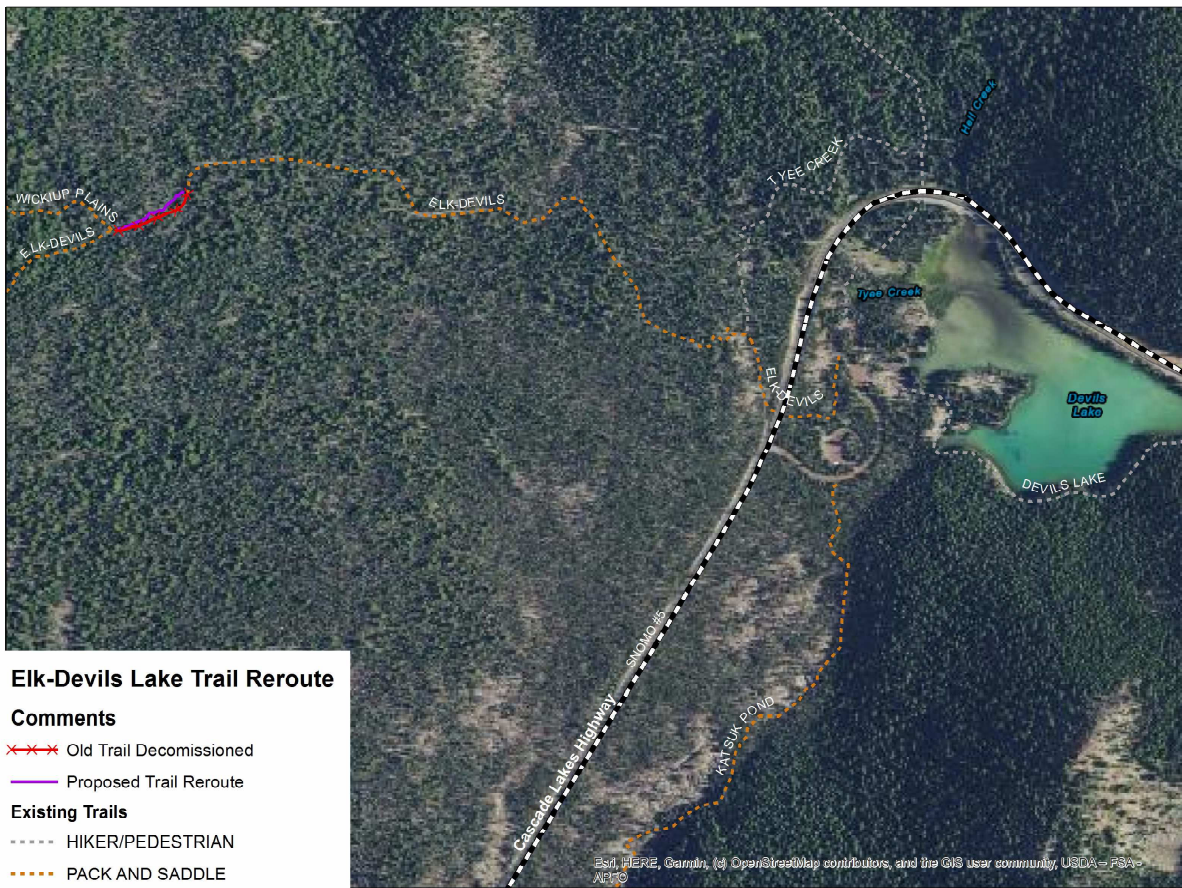 Hell Creek
TYEE CREEK
WICKIUP PLAINS
ELK-DEVILS
ELK-DEVILS
Tyee Creek
ELK-DEVILS
Devils
Lake
DEVILS LAKE
SNOMO #5
KATSUK POND
Cascade Lakes Highway
Elk-Devils Lake Trail Reroute
Comments
Old Trail Decomissioned
Proposed Trail Reroute
Existing Trails
HIKER/PEDESTRIAN
PACK AND SADDLE
Esri, HERE, Garmin, (c) OpenStreetMap contributors, and the GIS user community, USDA – FSA -
APFO